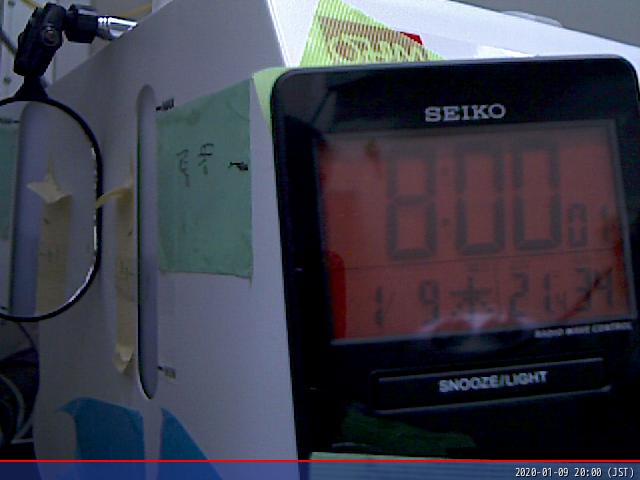 SEIKO
8:00
1/9 木 21.4 34
RADIO WAVE CONTROL
SNOOZE/LIGHT
2020-01-09 20:00 (JST)